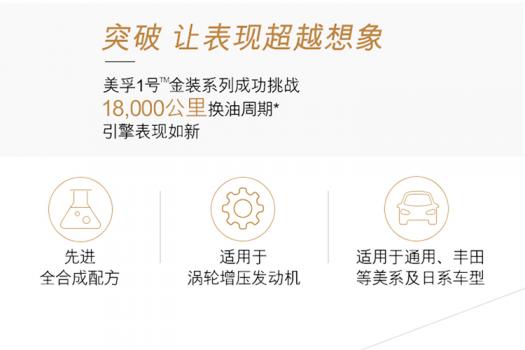 突破 让表现超越想象
美孚1号™金装系列成功挑战
18,000公里换油周期*
引擎表现如新
先进
全合成配方
适用于
涡轮增压发动机
适用于通用、丰田
等美系及日系车型